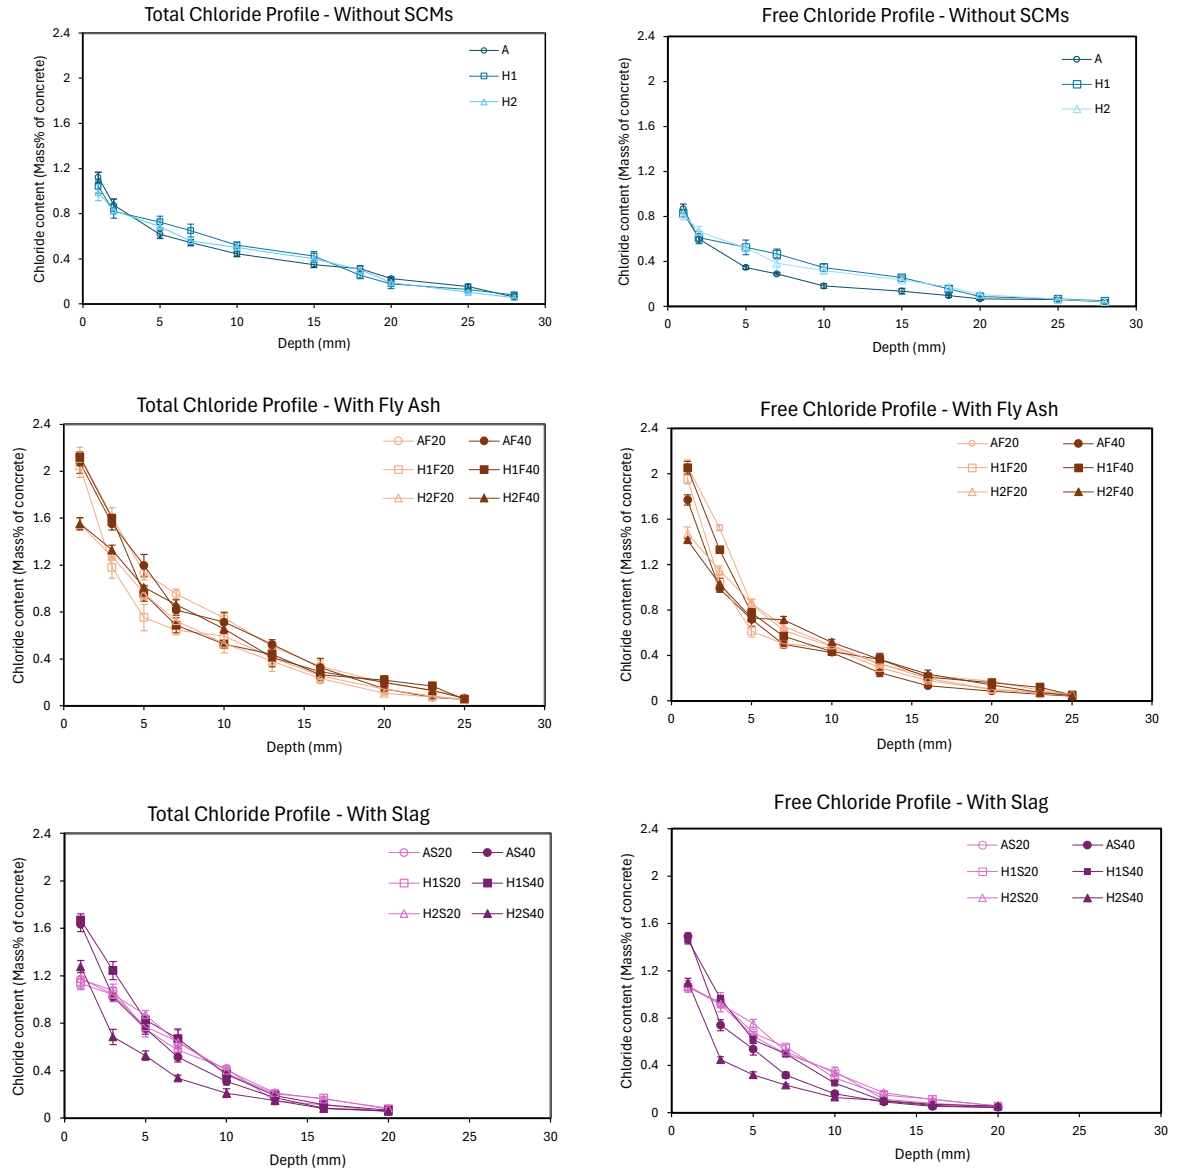 Total Chloride Profile - Without SCMs
Chloride content (Mass% of concrete)
2.4
2
1.6
1.2
0.8
0.4
0
0 5 10 15 20 25 30
Depth (mm)
A
H1
H2
Free Chloride Profile - Without SCMs
Chloride content (Mass% of concrete)
2.4
2
1.6
1.2
0.8
0.4
0
0 5 10 15 20 25 30
Depth (mm)
A
H1
H2
Total Chloride Profile - With Fly Ash
Chloride content (Mass% of concrete)
2.4
2
1.6
1.2
0.8
0.4
0
0 5 10 15 20 25 30
Depth (mm)
AF20 AF40
H1F20 H1F40
H2F20 H2F40
Free Chloride Profile - With Fly Ash
Chloride content (Mass% of concrete)
2.4
2
1.6
1.2
0.8
0.4
0
0 5 10 15 20 25 30
Depth (mm)
AF20 AF40
H1F20 H1F40
H2F20 H2F40
Total Chloride Profile - With Slag
Chloride content (Mass% of concrete)
2.4
2
1.6
1.2
0.8
0.4
0
0 5 10 15 20 25 30
Depth (mm)
AS20 AS40
H1S20 H1S40
H2S20 H2S40
Free Chloride Profile - With Slag
Chloride content (Mass% of concrete)
2.4
2
1.6
1.2
0.8
0.4
0
0 5 10 15 20 25 30
Depth (mm)
AS20 AS40
H1S20 H1S40
H2S20 H2S40